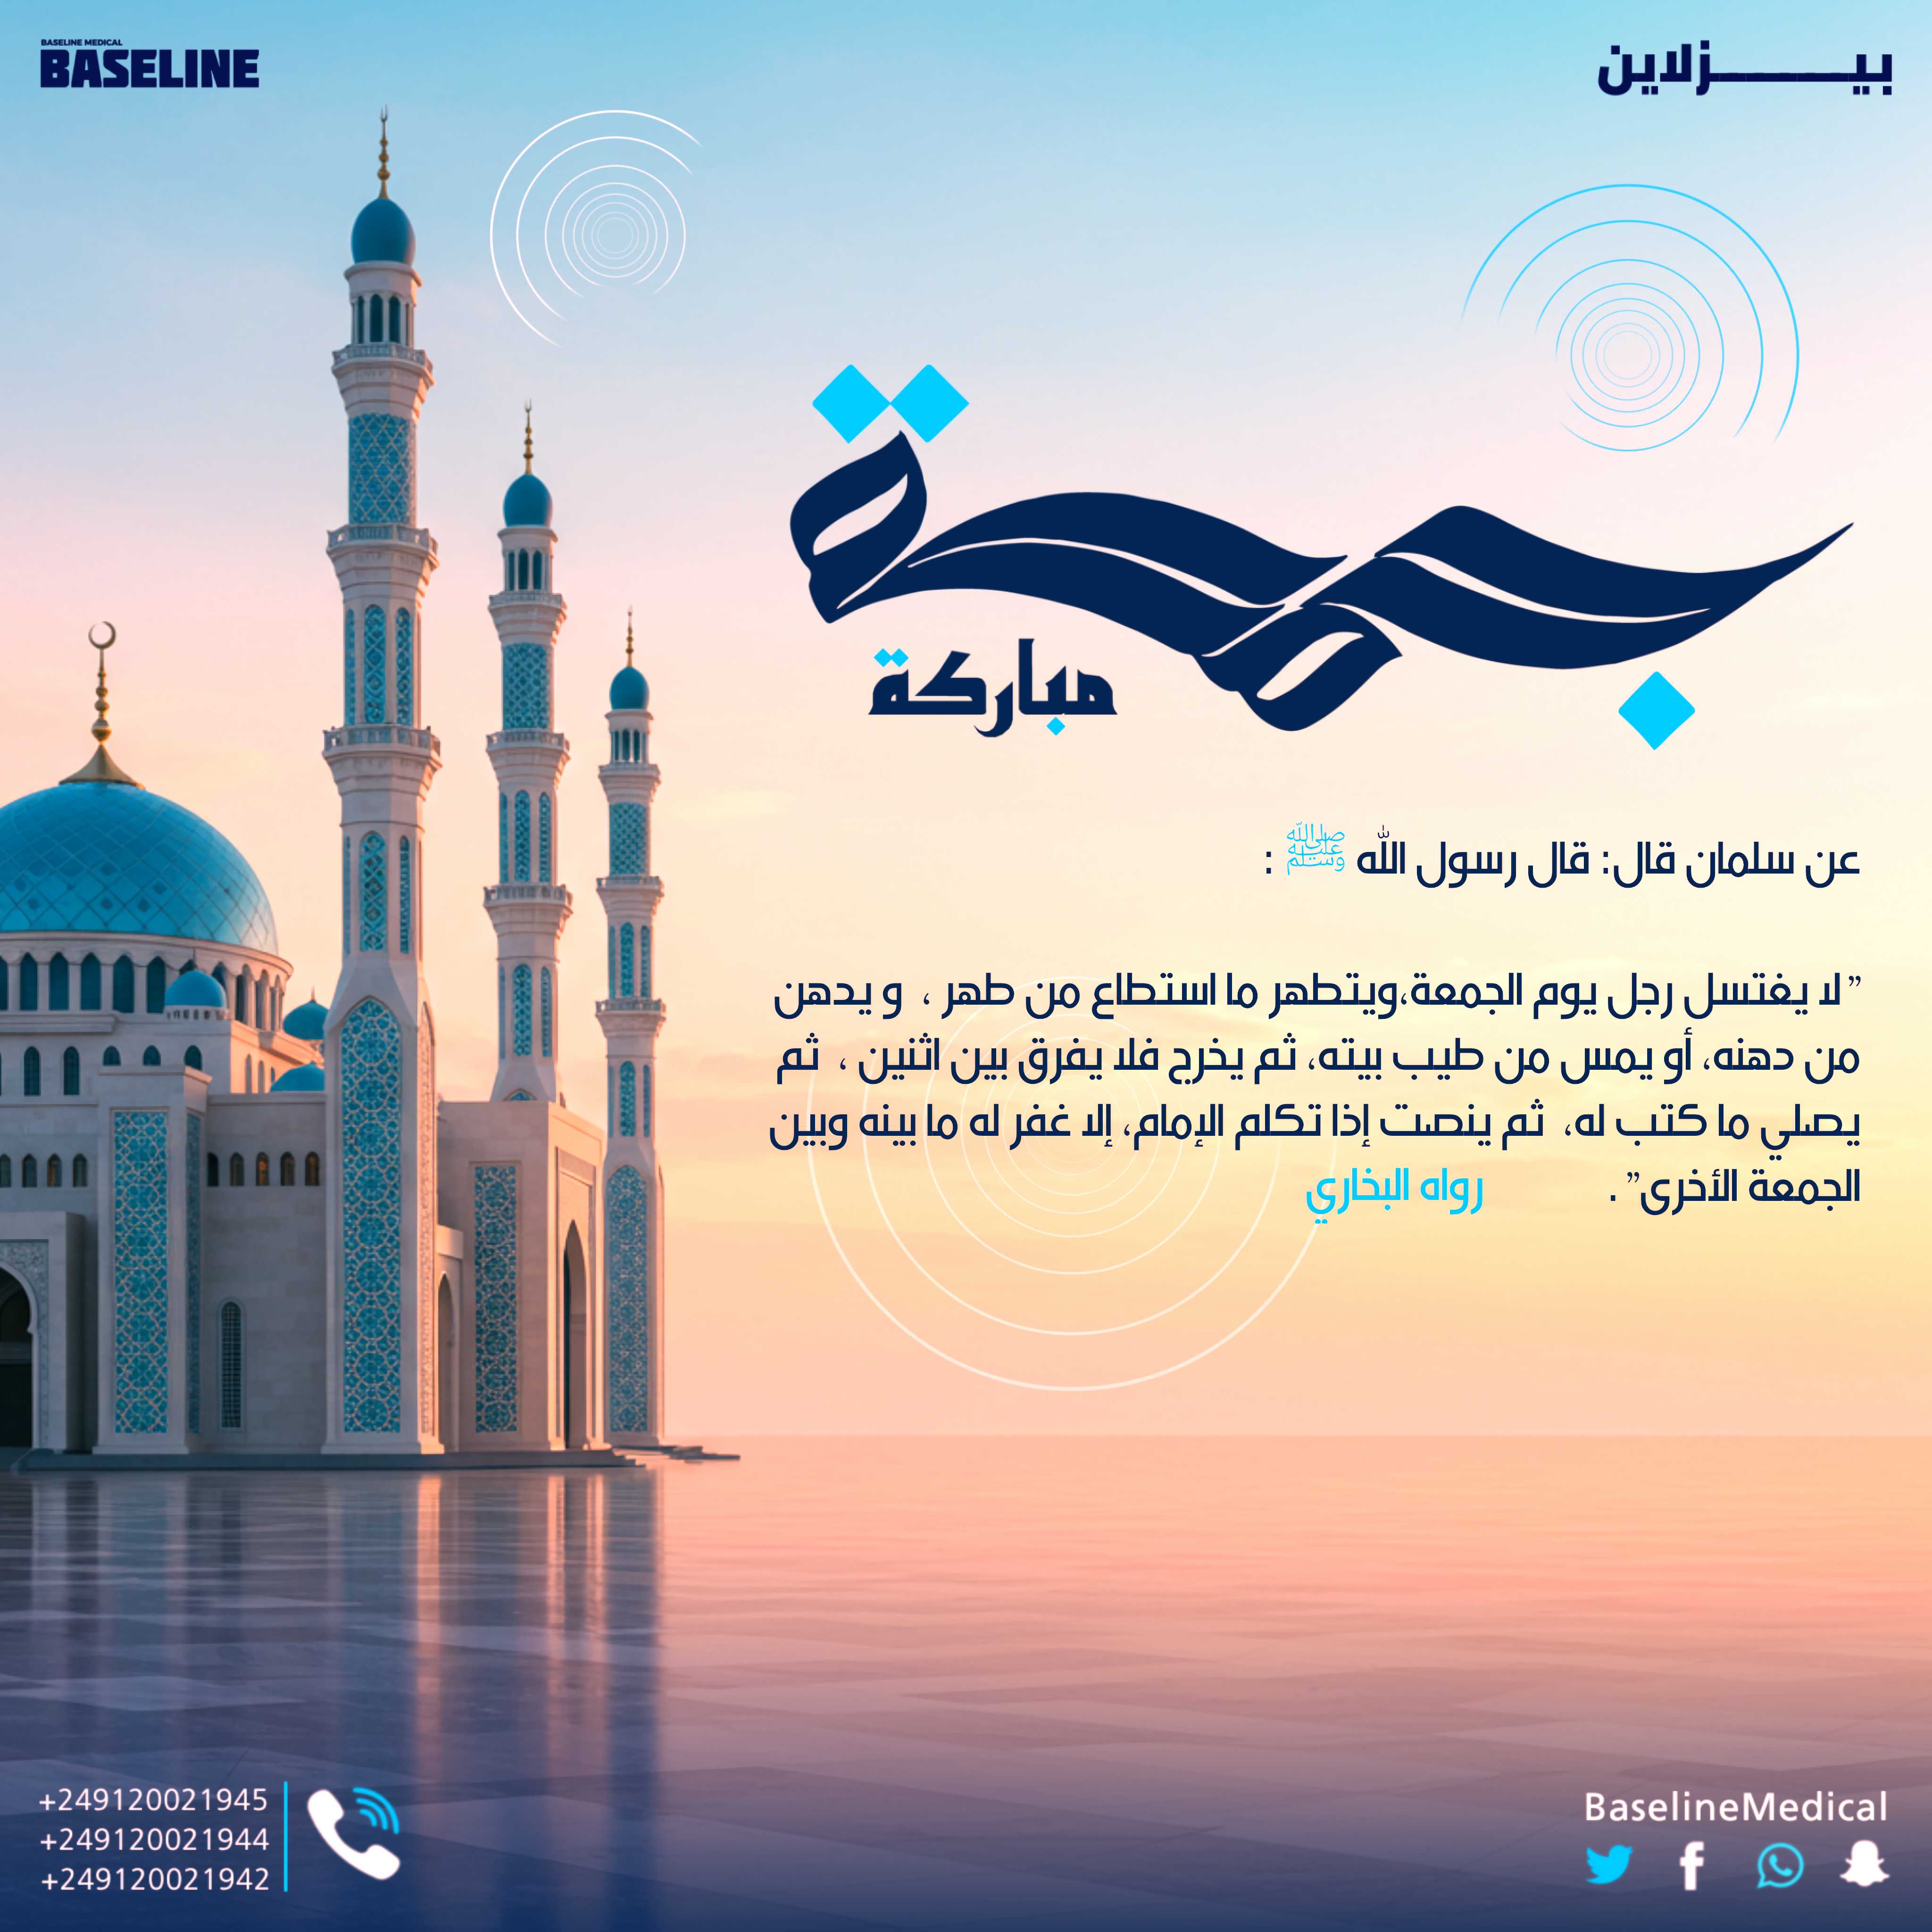 BASELINE MEDICAL
BASELINE
بيـــــزلاين
جمعة
مباركة
عن سلمان قال: قال رسول الله ﷺ :
” لا يغتسل رجل يوم الجمعة،ويتطهر ما استطاع من طهر ، و يدهن
من دهنه، أو يمس من طيب بيته، ثم يخرج فلا يفرق بين اثنين ، ثم
يصلي ما كتب له، ثم ينصت إذا تكلم الإمام، إلا غفر له ما بينه وبين
الجمعة الأخرى” . رواه البخاري
+249120021945
+249120021944
+249120021942
BaselineMedical